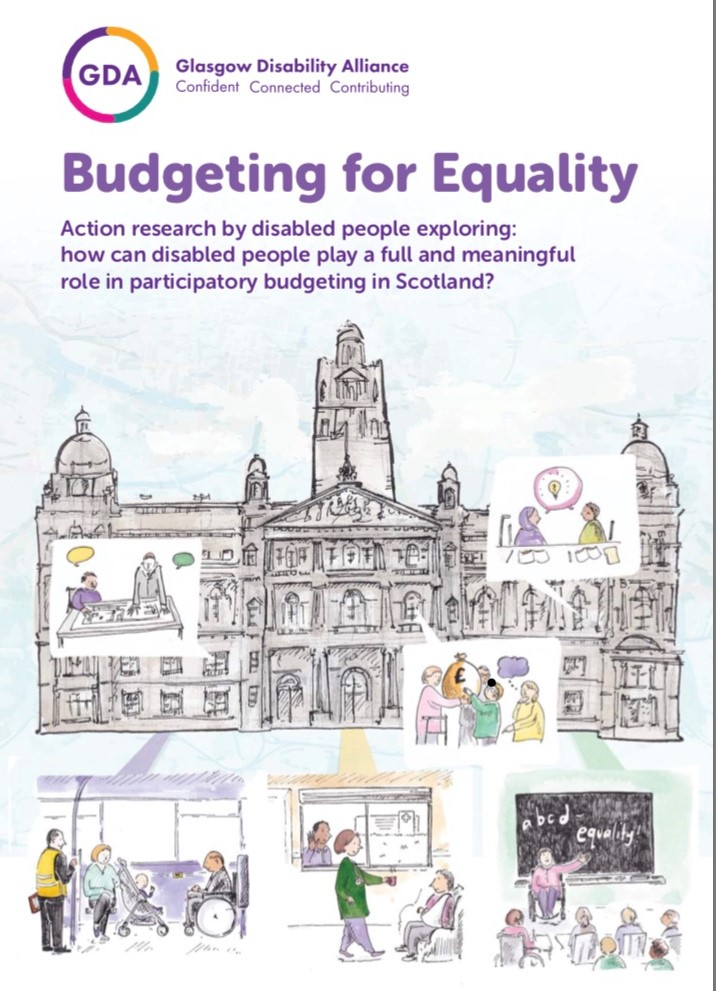 GDA
Glasgow Disability Alliance
Confident Connected Contributing
Budgeting for Equality
Action research by disabled people exploring:
how can disabled people play a full and meaningful
role in participatory budgeting in Scotland?
£
a b c d
equality!